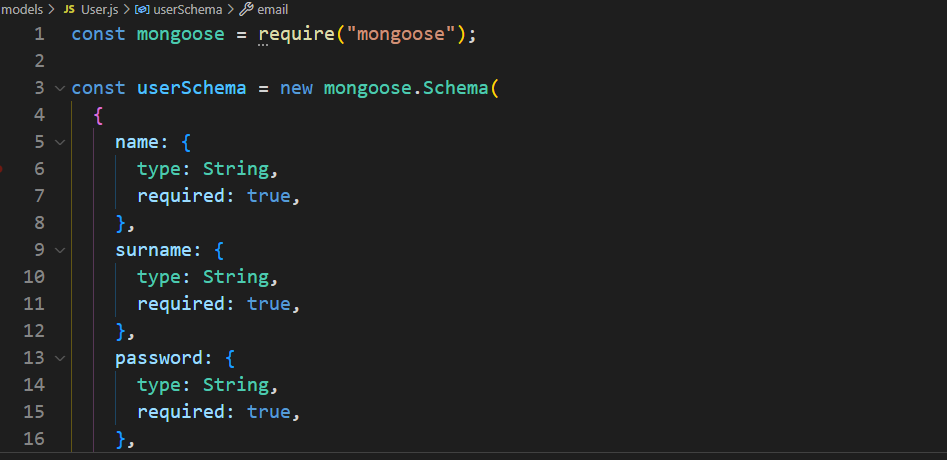 models > JS User.js > userSchema > email
1 const mongoose = require("mongoose");
2
3 const userSchema = new mongoose.Schema(
4 {
5 name: {
6 type: String,
7 required: true,
8 },
9 surname: {
10 type: String,
11 required: true,
12 },
13 password: {
14 type: String,
15 required: true,
16 },